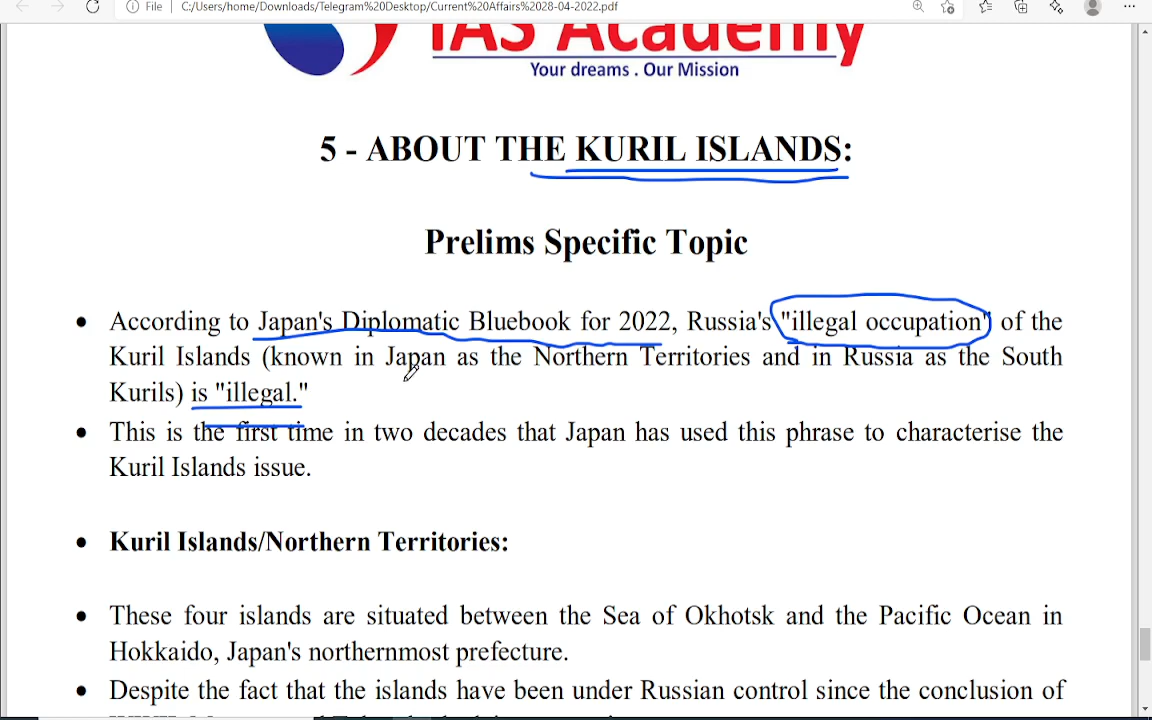 File
C:/Users/home/Downloads/Telegram%20Desktop/Current%20Affairs%2028-04-2022.pdf
IAS Academy
Your dreams . Our Mission
5 - ABOUT THE KURIL ISLANDS:
Prelims Specific Topic
• According to Japan's Diplomatic Bluebook for 2022, Russia's "illegal occupation" of the
Kuril Islands (known in Japan as the Northern Territories and in Russia as the South
Kurils) is "illegal."
• This is the first time in two decades that Japan has used this phrase to characterise the
Kuril Islands issue.
• Kuril Islands/Northern Territories:
• These four islands are situated between the Sea of Okhotsk and the Pacific Ocean in
Hokkaido, Japan's northernmost prefecture.
• Despite the fact that the islands have been under Russian control since the conclusion of